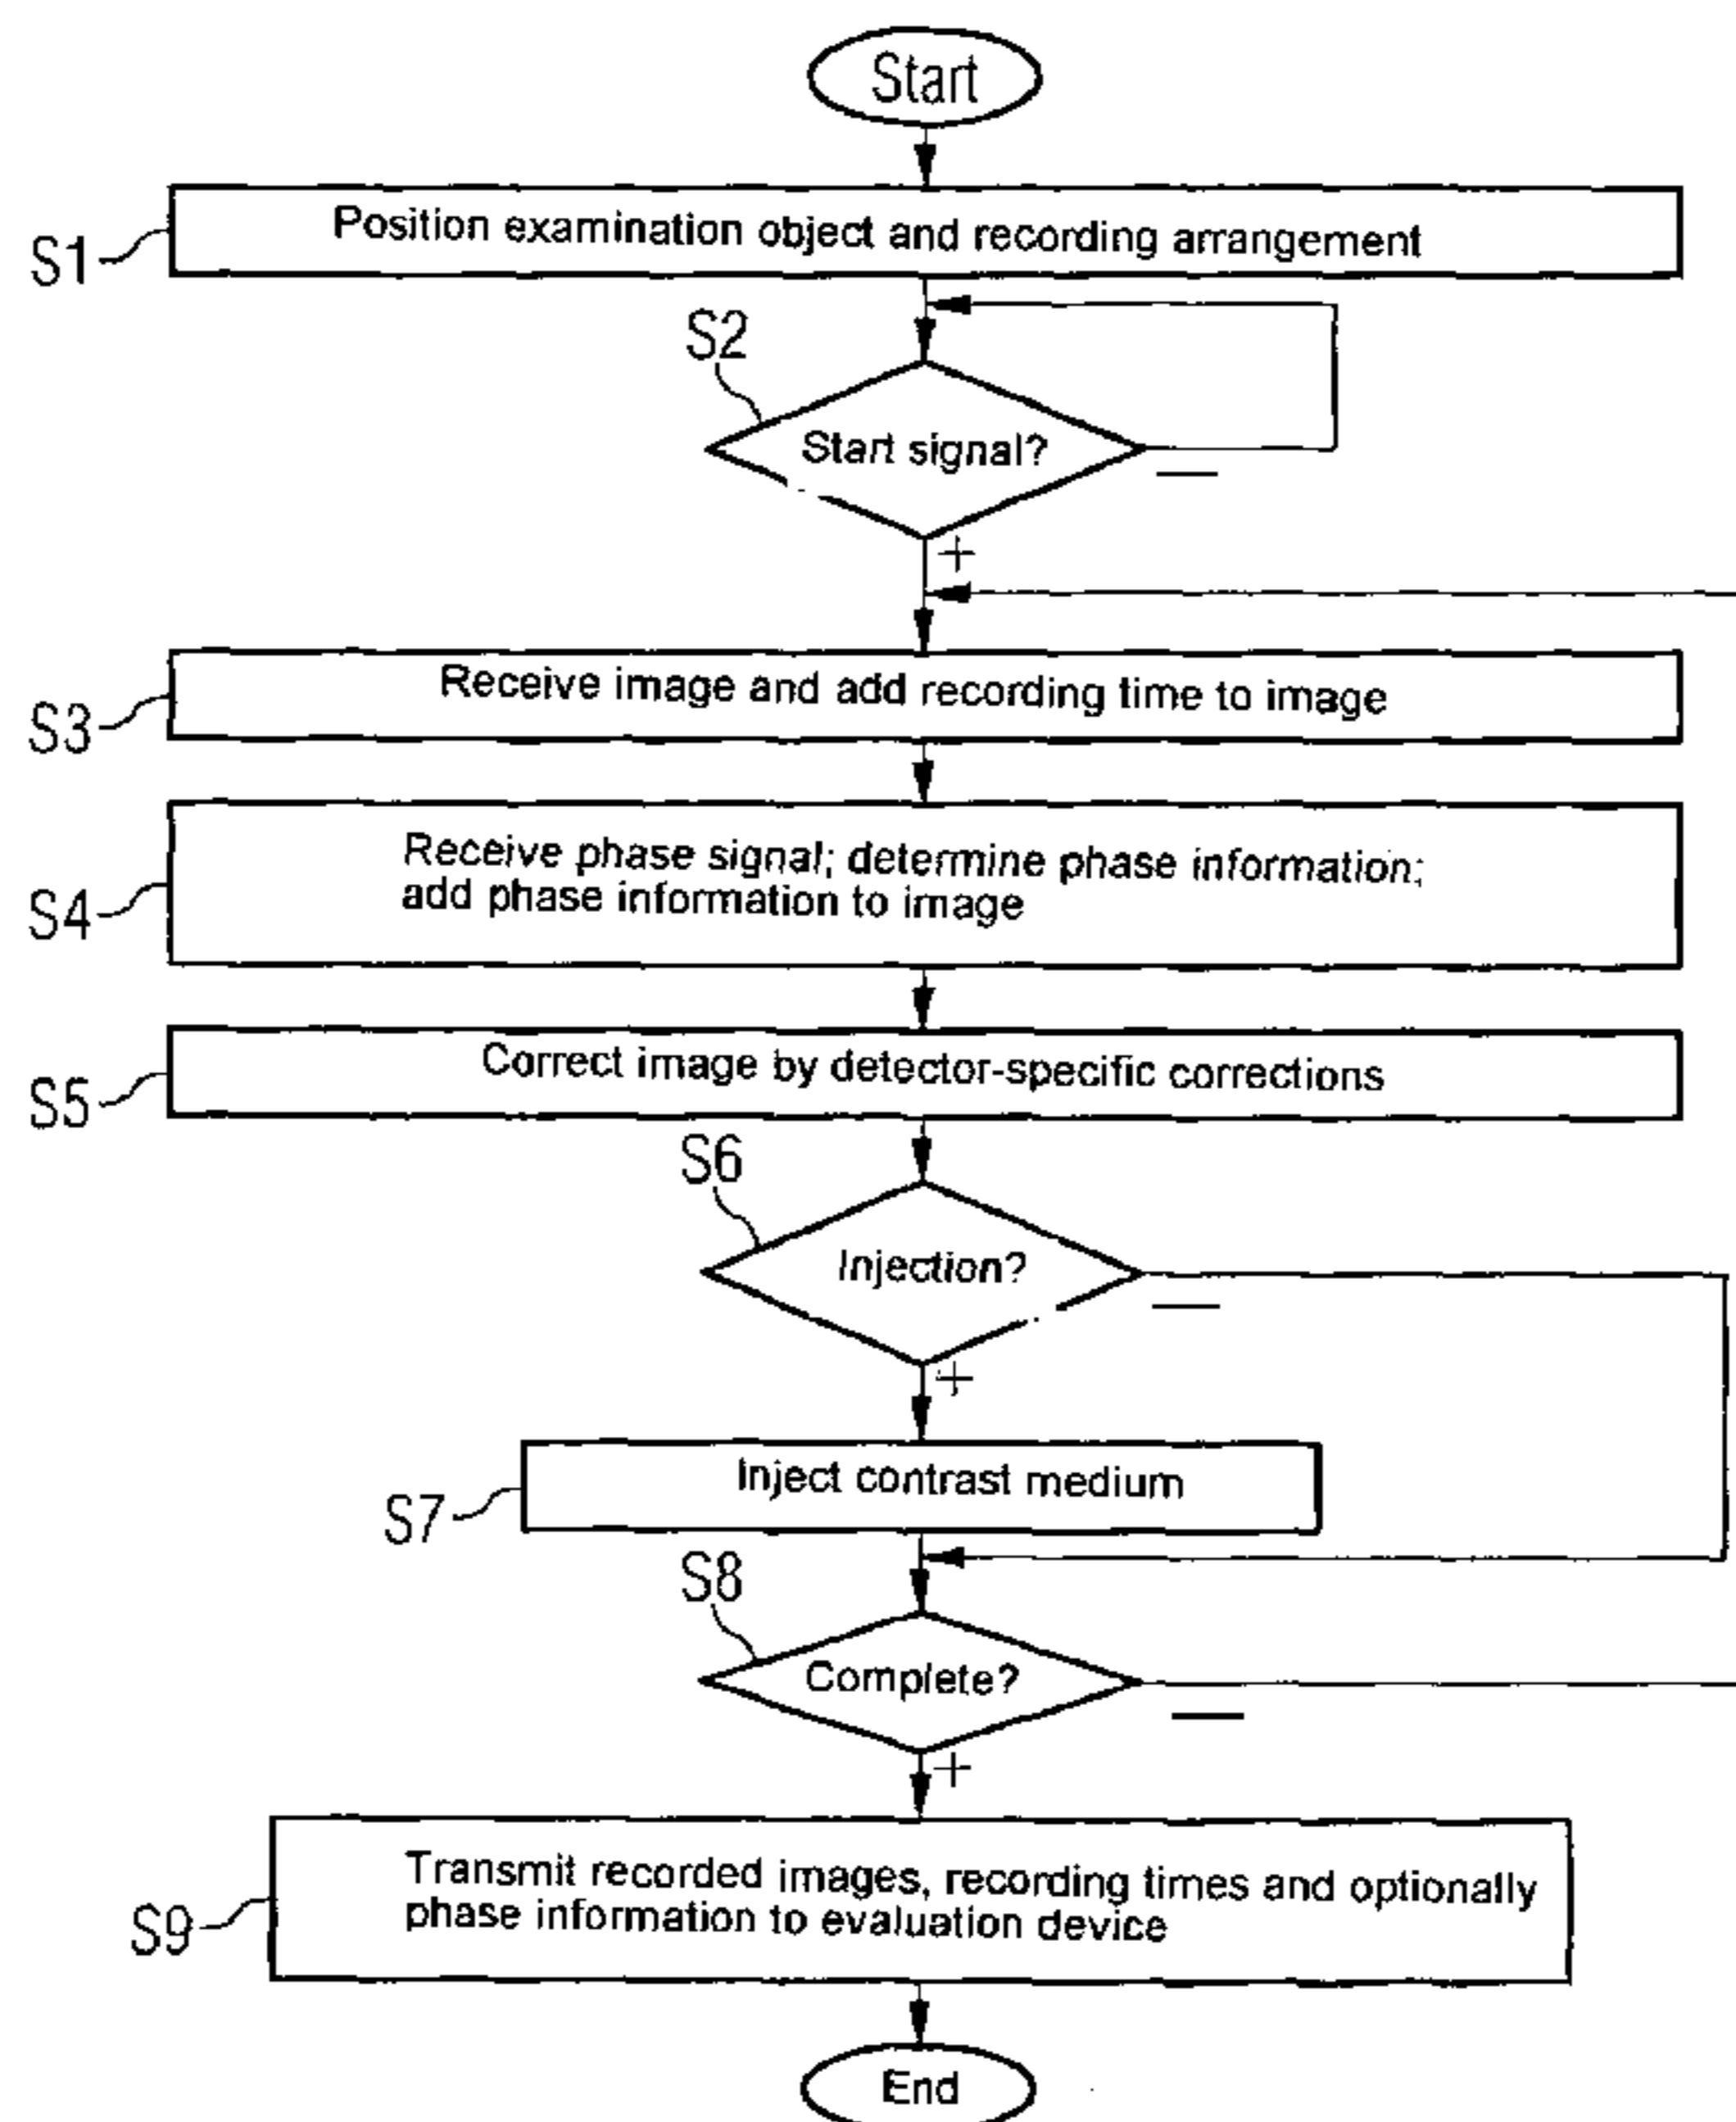 Start
S1
Position examination object and recording arrangement
S2
Start signal?
—
+
S3
Receive image and add recording time to image
S4
Receive phase signal; determine phase information;
add phase information to image
S5
Correct image by detector-specific corrections
S6
Injection?
—
+
S7
Inject contrast medium
S8
Complete?
—
+
S9
Transmit recorded images, recording times and optionally
phase information to evaluation device
End